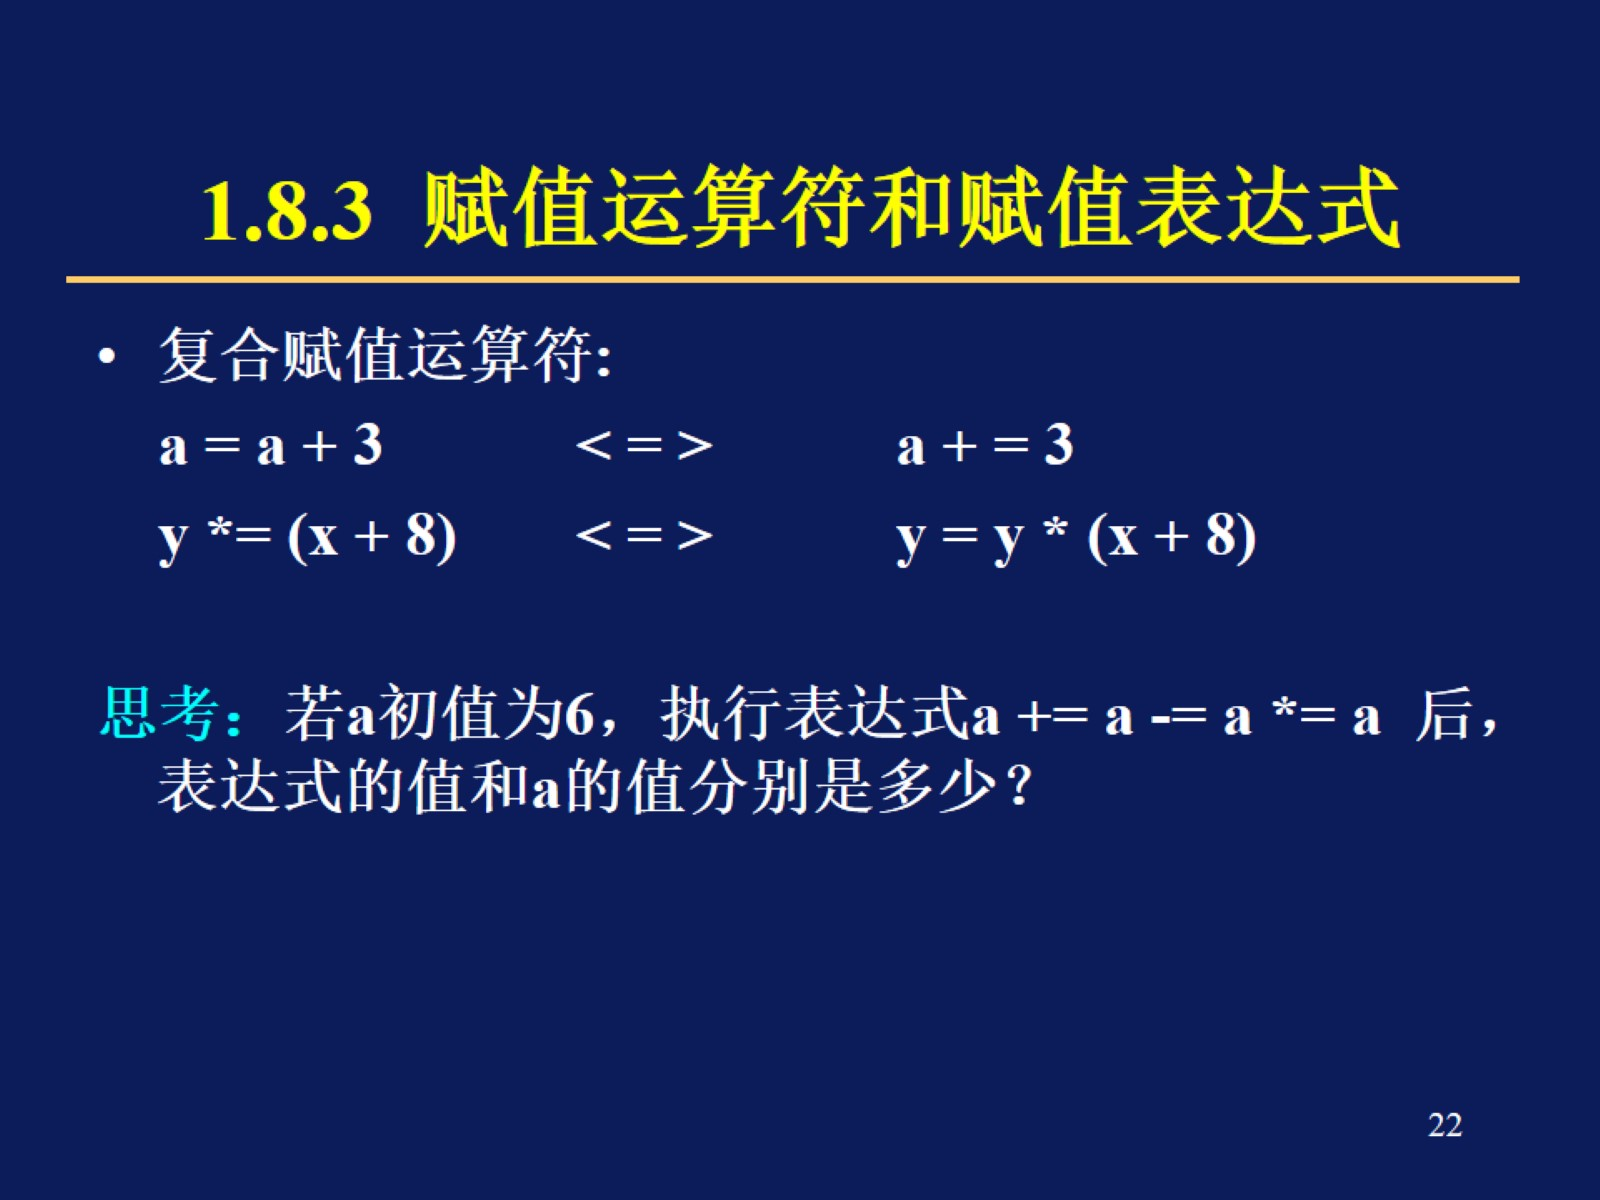 1.8.3 赋值运算符和赋值表达式
• 复合赋值运算符:
a = a + 3 < = > a + = 3
y *= (x + 8) < = > y = y * (x + 8)
思考：若a初值为6，执行表达式a += a -= a *= a 后，
表达式的值和a的值分别是多少?
22